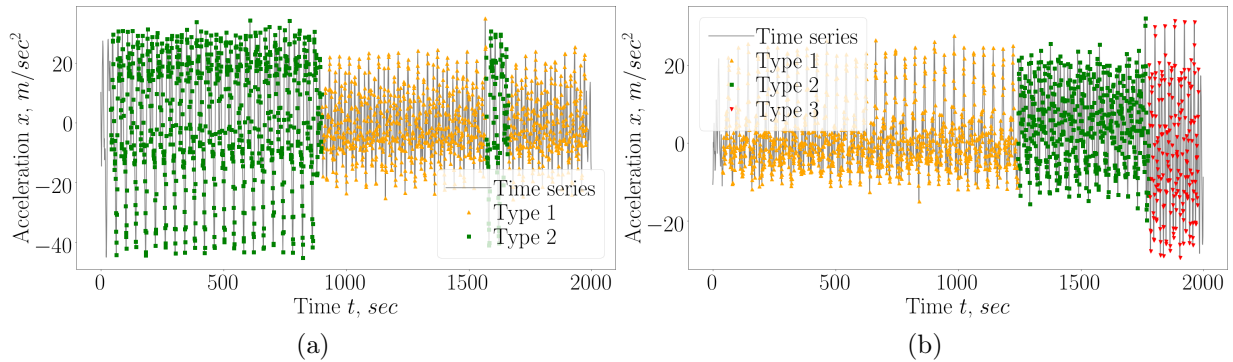 Acceleration x, m/sec²
20
0
−20
−40
0
500
1000
1500
2000
Time t, sec
Time series
Type 1
Type 2
(a)
Acceleration x, m/sec²
20
0
−20
0
500
1000
1500
2000
Time t, sec
Time series
Type 1
Type 2
Type 3
(b)